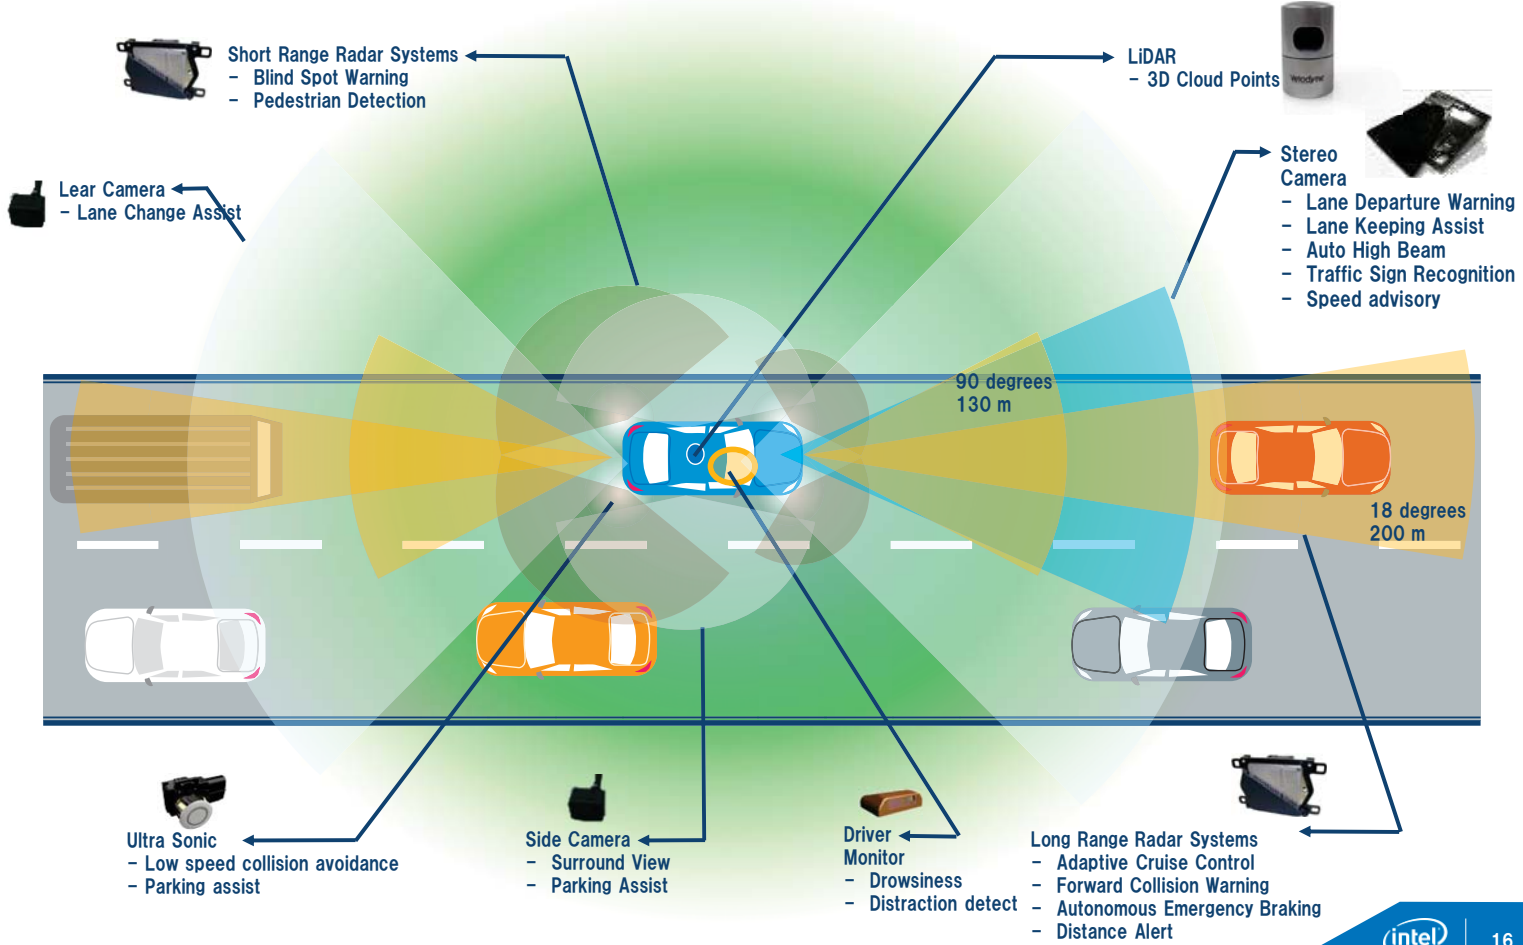 Short Range Radar Systems
- Blind Spot Warning
- Pedestrian Detection
LiDAR
- 3D Cloud Points
Velodyne
Lear Camera
- Lane Change Assist
Stereo
Camera
- Lane Departure Warning
- Lane Keeping Assist
- Auto High Beam
- Traffic Sign Recognition
- Speed advisory
90 degrees
130 m
18 degrees
200 m
Ultra Sonic
- Low speed collision avoidance
- Parking assist
Side Camera
- Surround View
- Parking Assist
Driver
Monitor
- Drowsiness
- Distraction detect
Long Range Radar Systems
- Adaptive Cruise Control
- Forward Collision Warning
- Autonomous Emergency Braking
- Distance Alert
intel
16